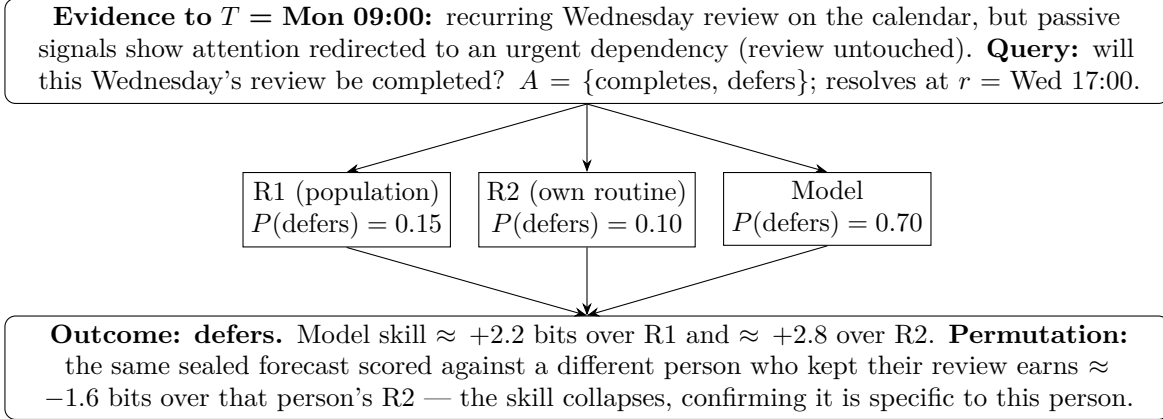 Evidence to T = Mon 09:00: recurring Wednesday review on the calendar, but passive
signals show attention redirected to an urgent dependency (review untouched). Query: will
this Wednesday's review be completed? A = {completes, defers}; resolves at r = Wed 17:00.
R1 (population)
P(defers) = 0.15
R2 (own routine)
P(defers) = 0.10
Model
P(defers) = 0.70
Outcome: defers. Model skill ≈ +2.2 bits over R1 and ≈ +2.8 over R2. Permutation:
the same sealed forecast scored against a different person who kept their review earns ≈
−1.6 bits over that person's R2 — the skill collapses, confirming it is specific to this person.